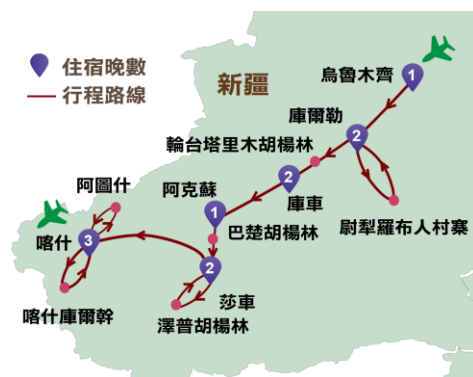 住宿晚數
行程路線
新疆
烏魯木齊
1
庫爾勒
2
輪台塔里木胡楊林
2
庫車
尉犁羅布人村寨
阿克蘇
1
巴楚胡楊林
阿圖什
喀什
3
2
莎車
澤普胡楊林
喀什庫爾幹